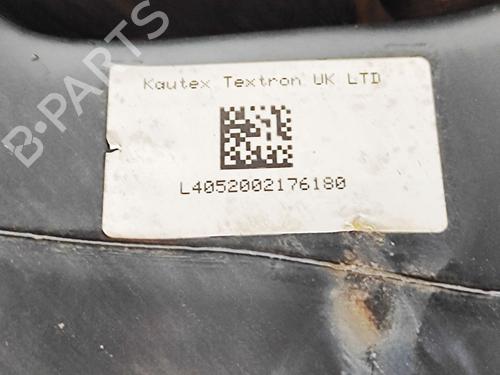 B-PARTS
Kautex Textron UK LTD
L4052002176180